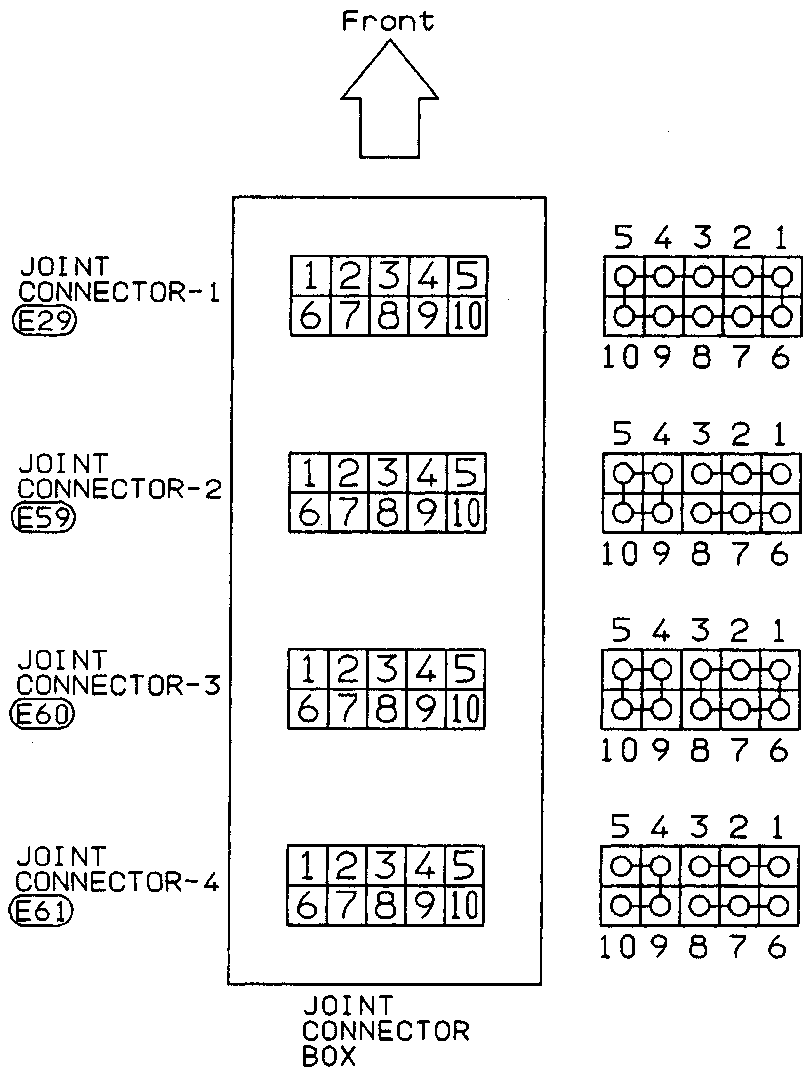 Front
5 4 3 2 1
JOINT
CONNECTOR-1
E29
1 2 3 4 5
6 7 8 9 10
10 9 8 7 6
5 4 3 2 1
JOINT
CONNECTOR-2
E59
1 2 3 4 5
6 7 8 9 10
10 9 8 7 6
5 4 3 2 1
JOINT
CONNECTOR-3
E60
1 2 3 4 5
6 7 8 9 10
10 9 8 7 6
5 4 3 2 1
JOINT
CONNECTOR-4
E61
1 2 3 4 5
6 7 8 9 10
10 9 8 7 6
JOINT
CONNECTOR
BOX